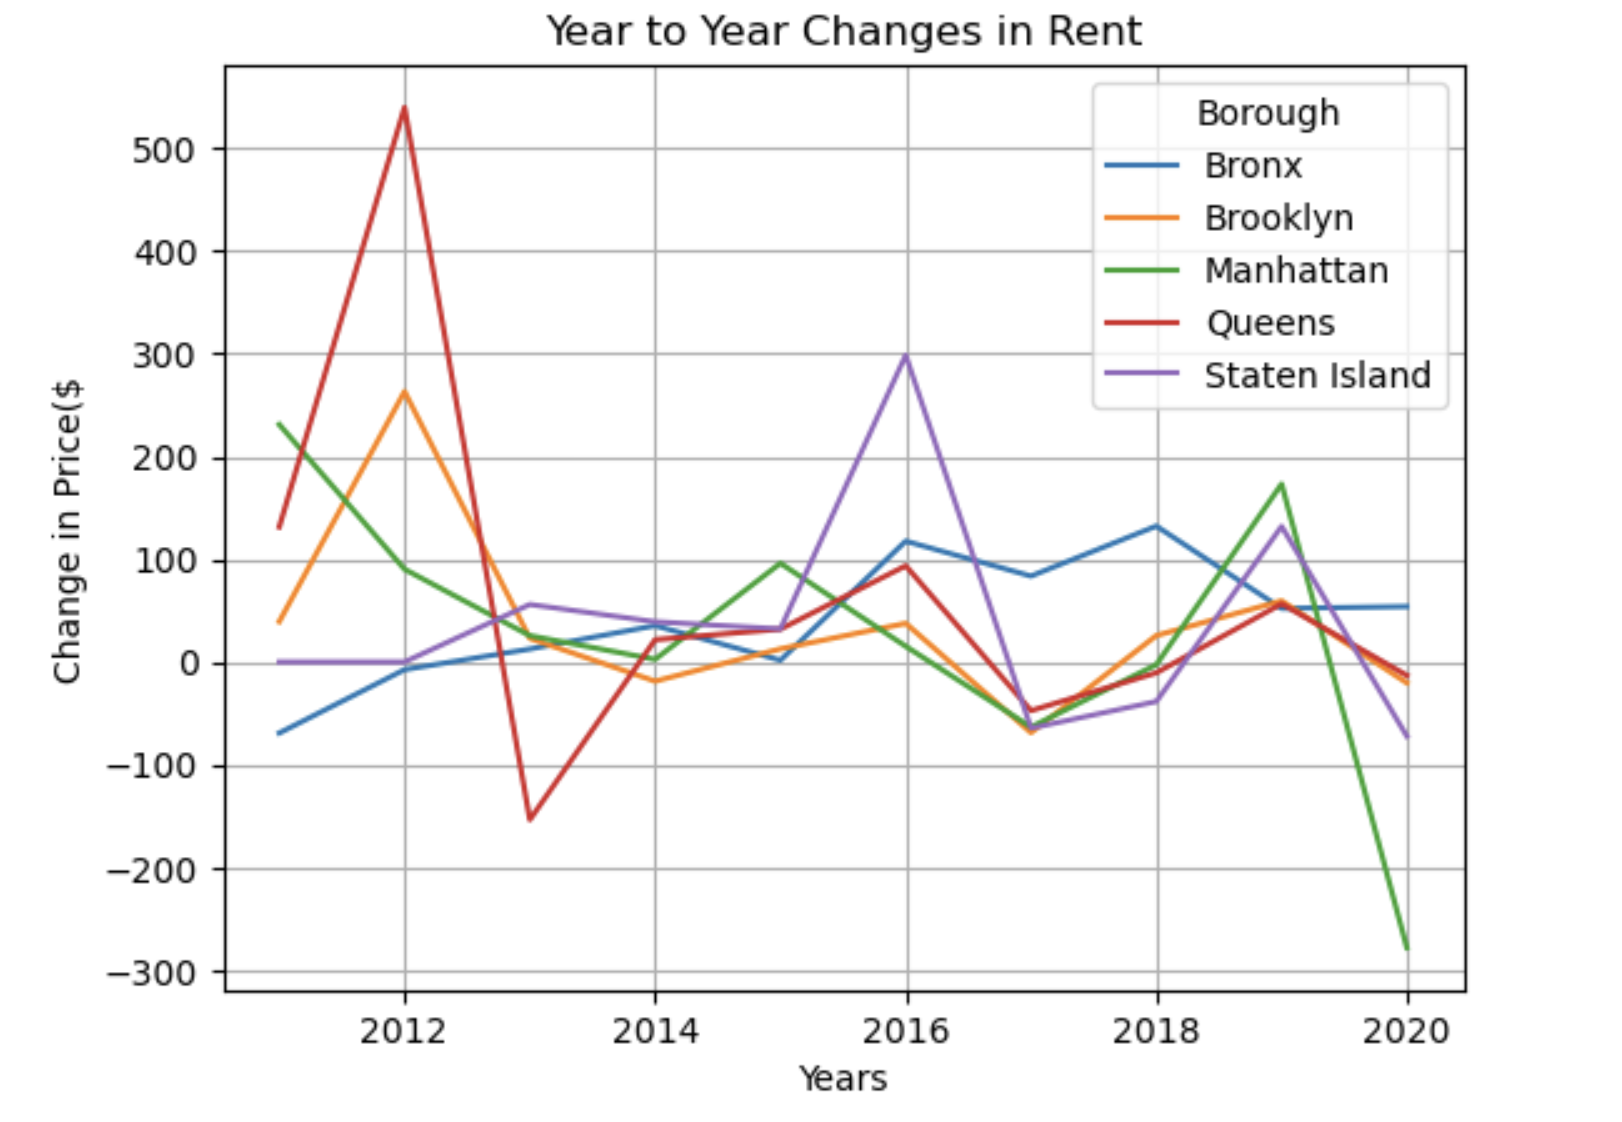 Year to Year Changes in Rent
Borough
Bronx
Brooklyn
Manhattan
Queens
Staten Island
Change in Price($
500
400
300
200
100
0
−100
−200
−300
2012 2014 2016 2018 2020
Years